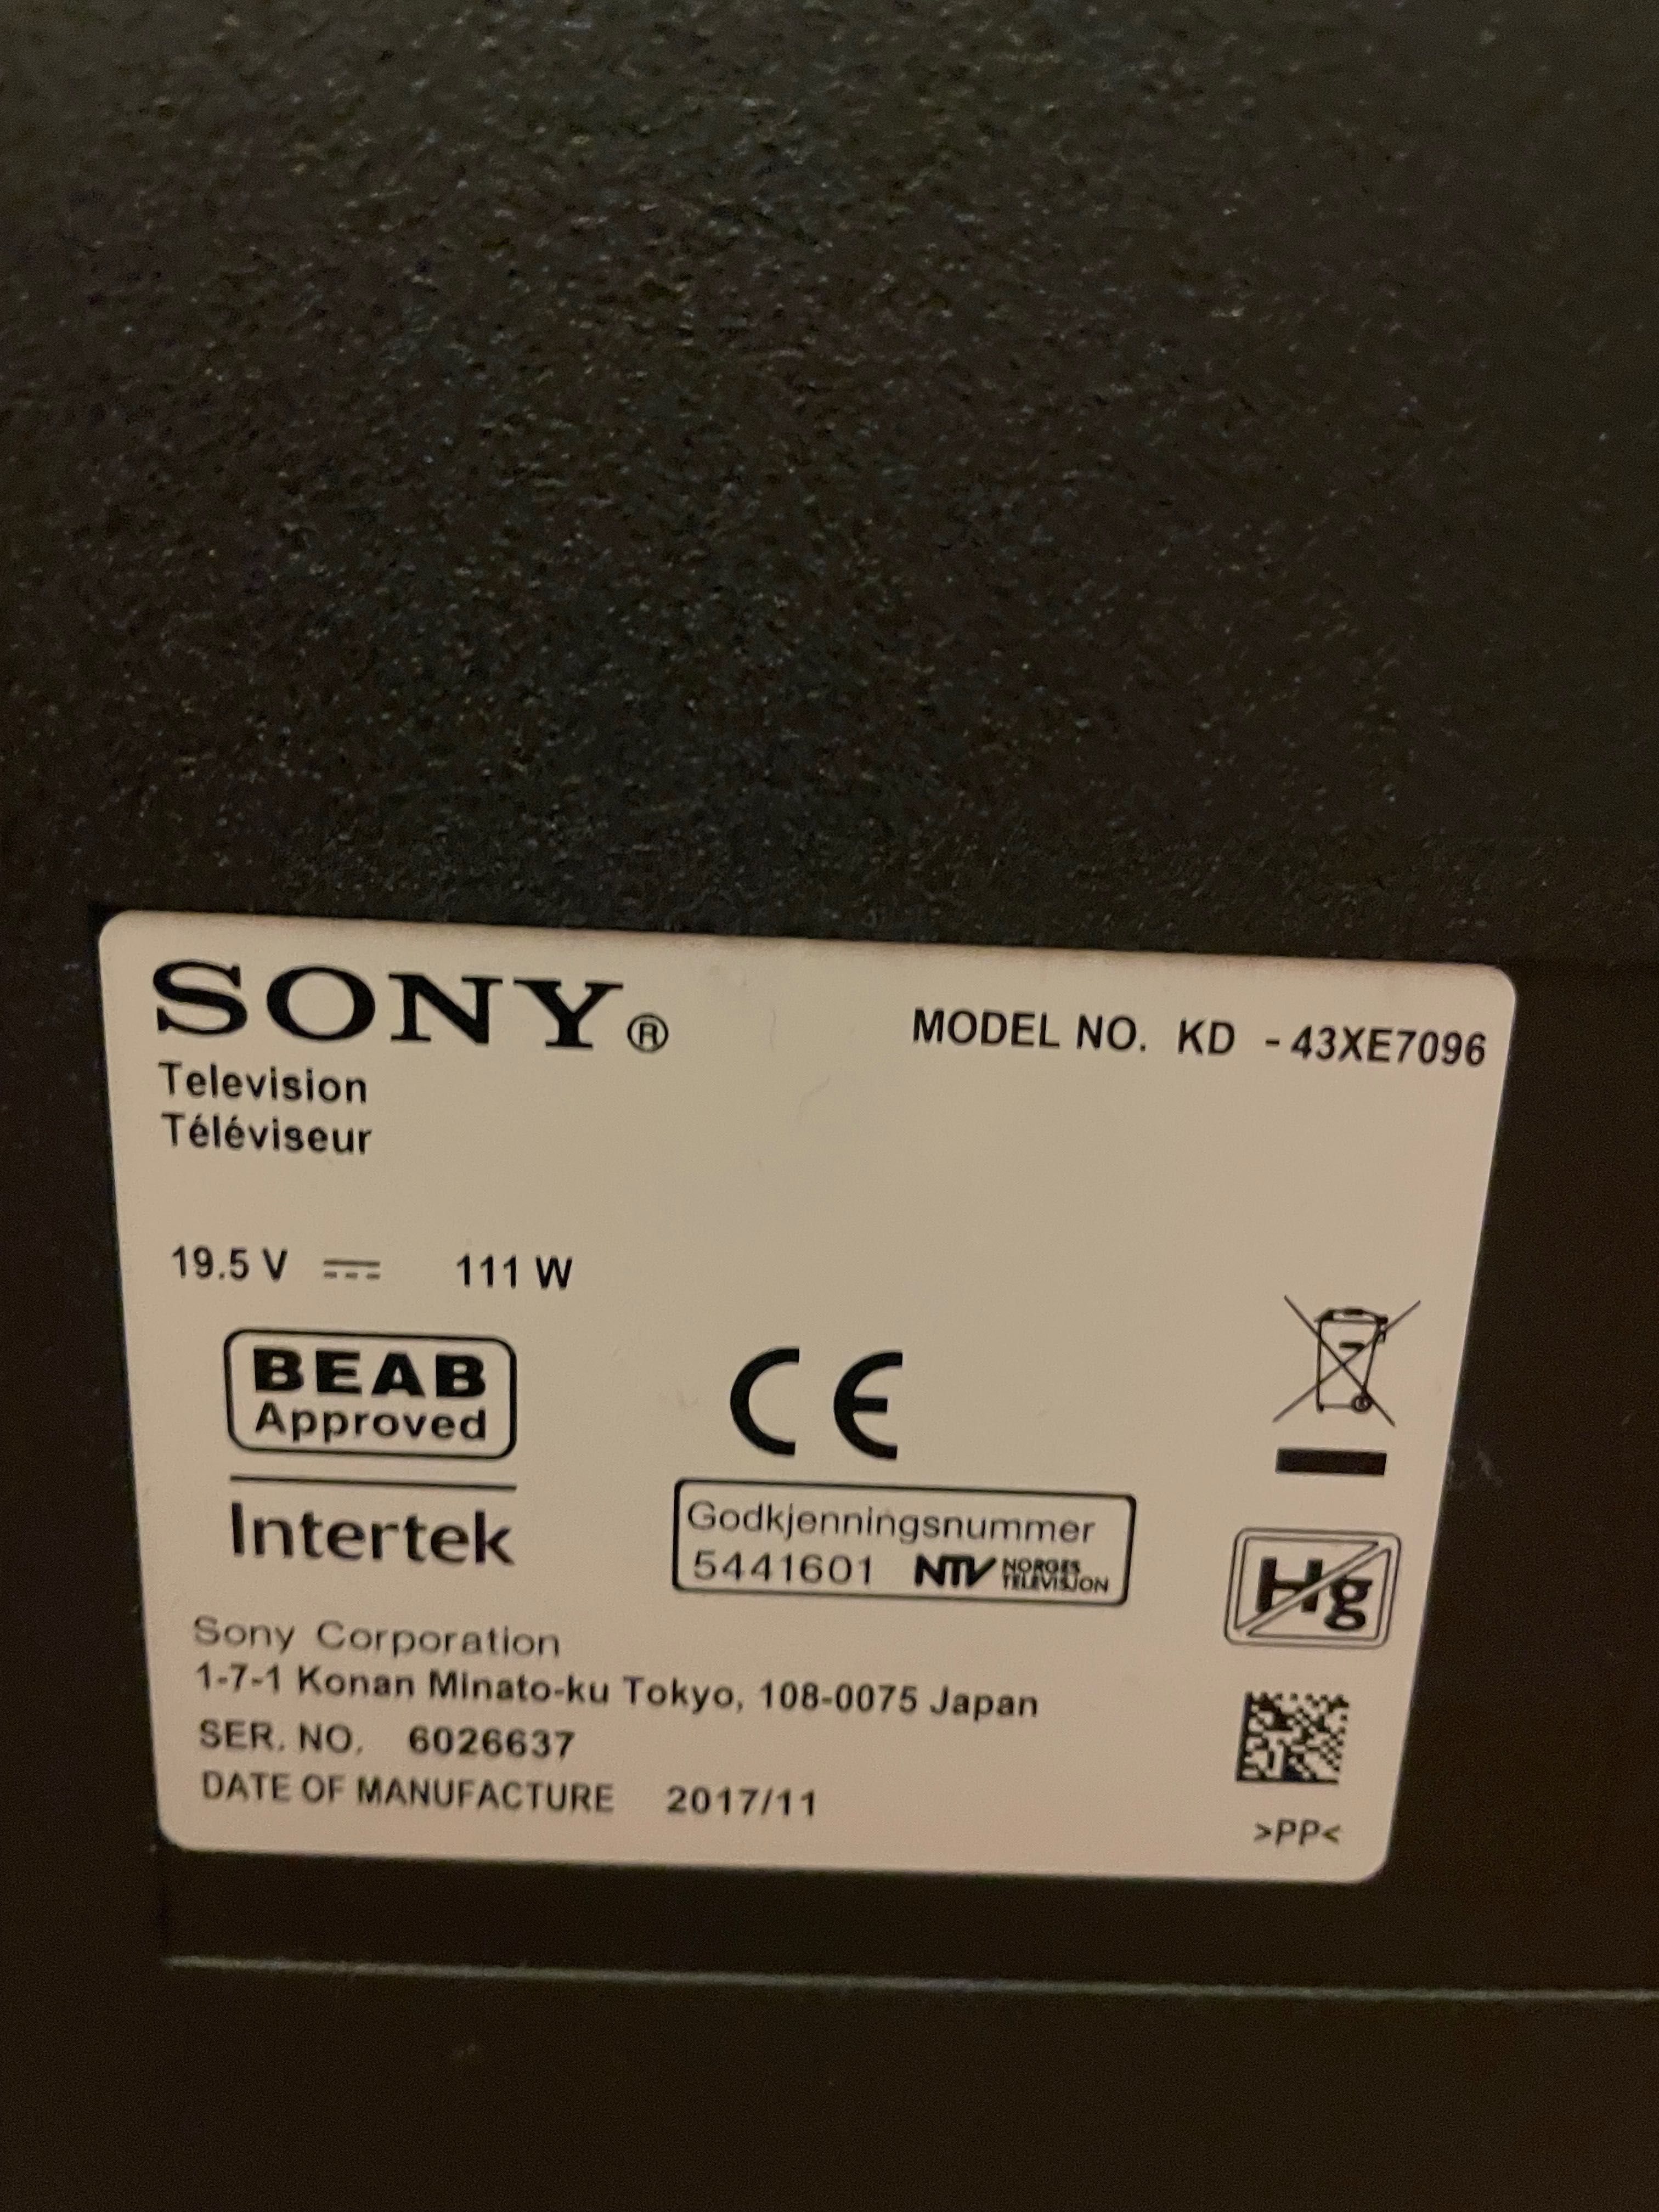 SONY®
MODEL NO. KD - 43XE7096
Television
Téléviseur
19.5 V 111 W
BEAB
Approved
Intertek
CE
Godkjenningsnummer
5441601 NTV NORGES TELEVISJON
Hg
Sony Corporation
1-7-1 Konan Minato-ku Tokyo, 108-0075 Japan
SER. NO. 6026637
DATE OF MANUFACTURE 2017/11
>PP<